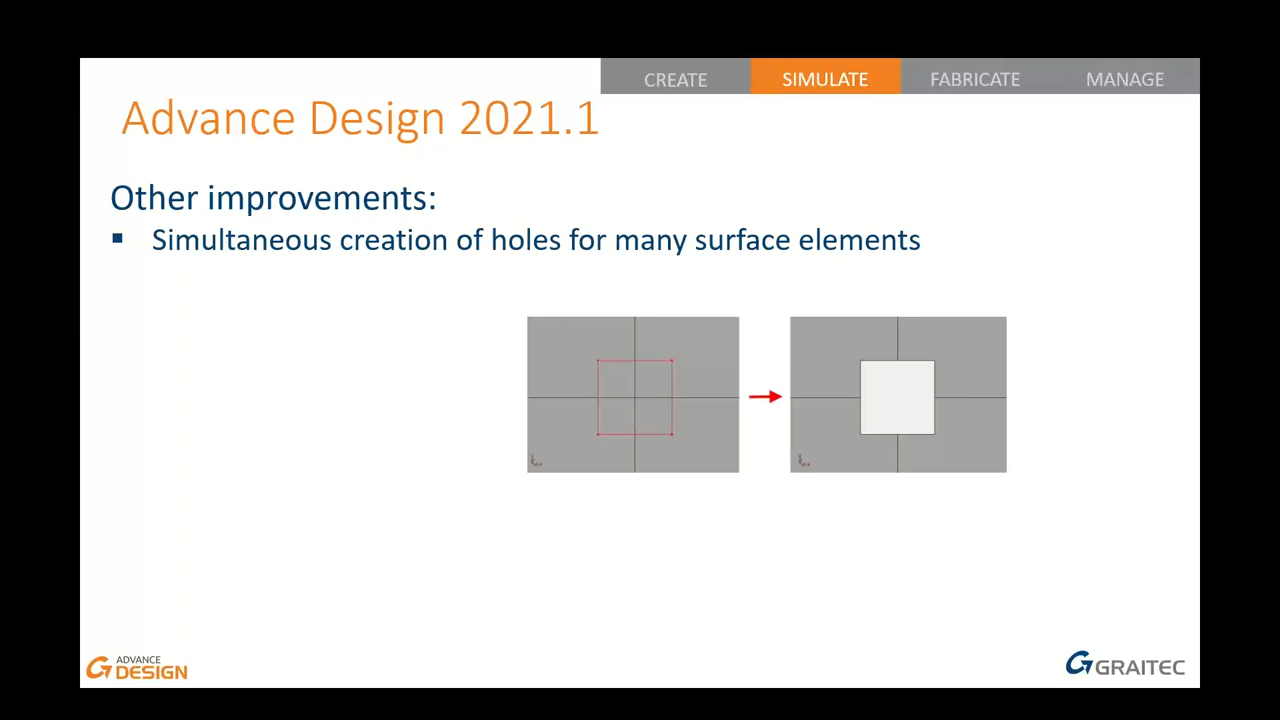 CREATE
SIMULATE
FABRICATE
MANAGE
Advance Design 2021.1
Other improvements:
▪ Simultaneous creation of holes for many surface elements
ADVANCE
DESIGN
GRAITEC